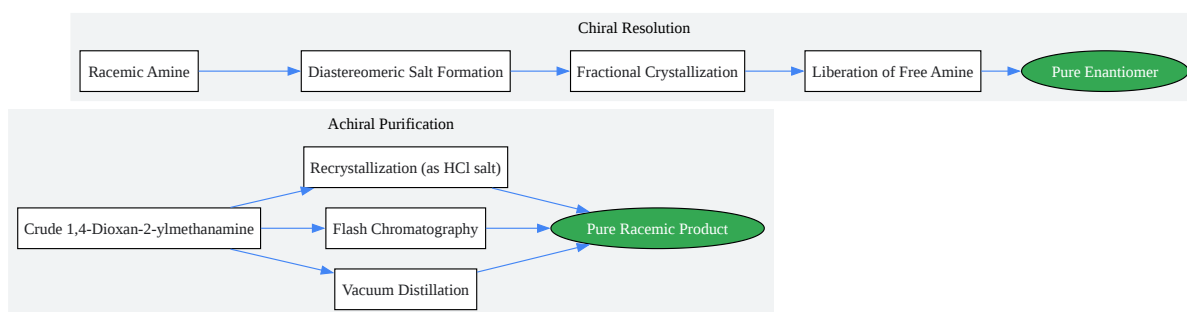 Chiral Resolution
Racemic Amine
Diastereomeric Salt Formation
Fractional Crystallization
Liberation of Free Amine
Pure Enantiomer
Achiral Purification
Recrystallization (as HCl salt)
Crude 1,4-Dioxan-2-ylmethanamine
Flash Chromatography
Pure Racemic Product
Vacuum Distillation